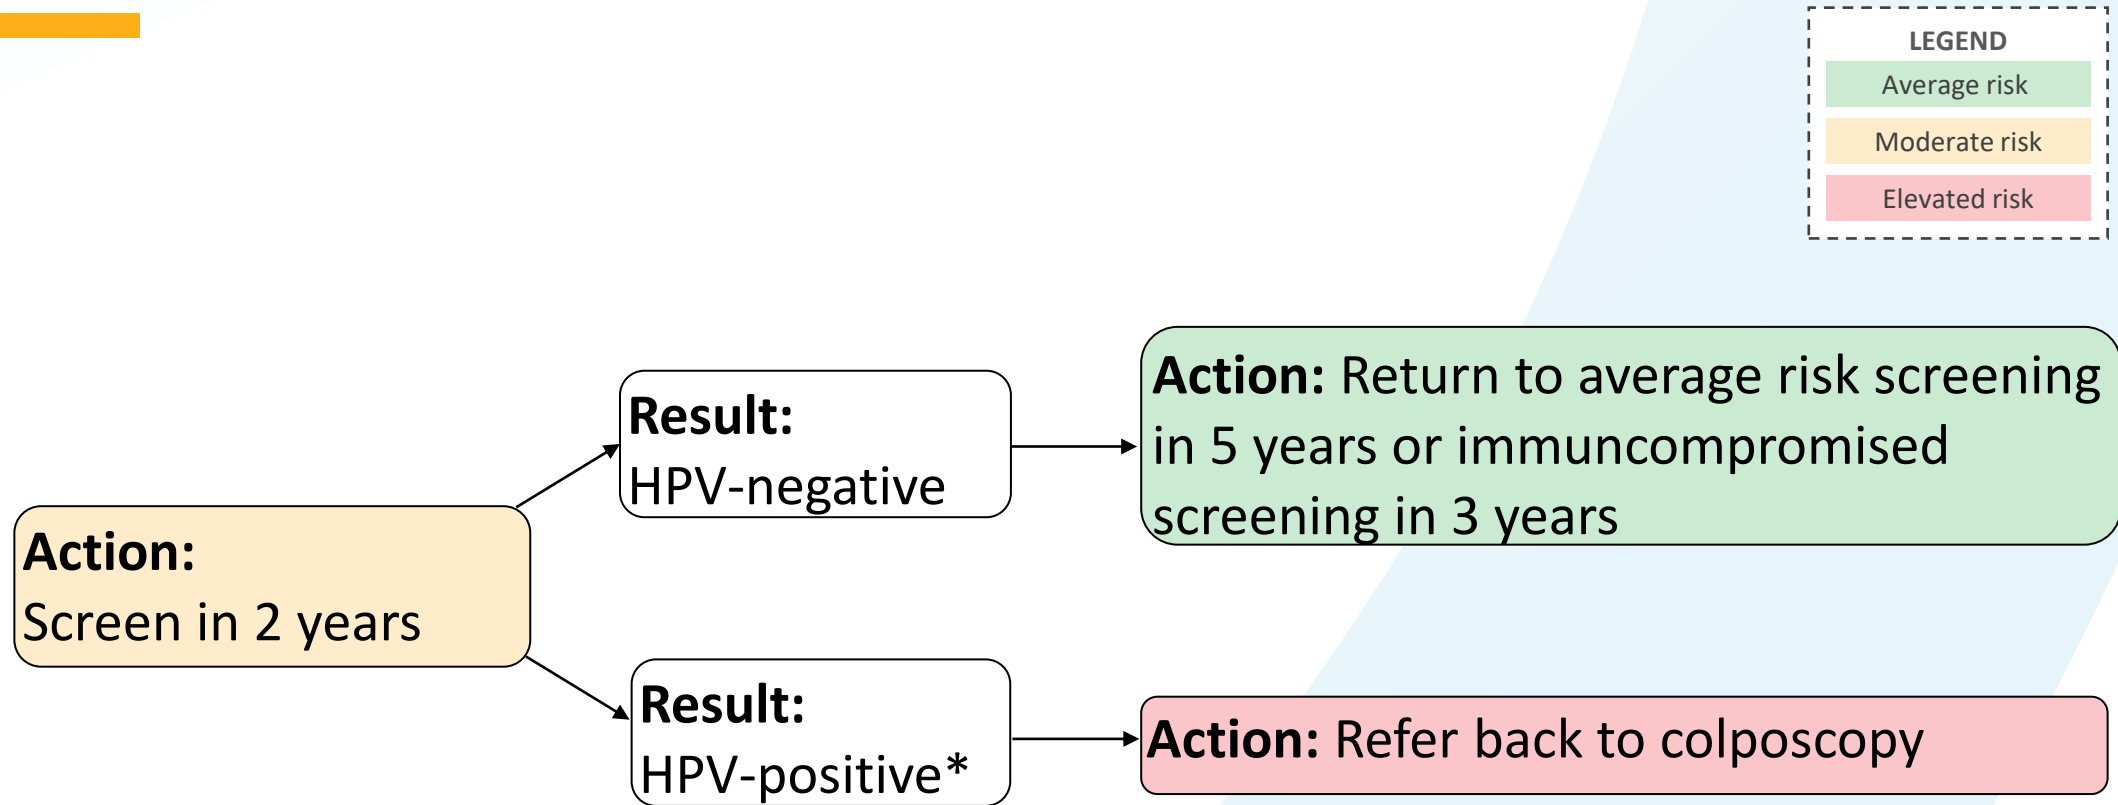 LEGEND
Average risk
Moderate risk
Elevated risk
Action:
Screen in 2 years
Result:
HPV-negative
Action: Return to average risk screening
in 5 years or immuncompromised
screening in 3 years
Result:
HPV-positive*
Action: Refer back to colposcopy